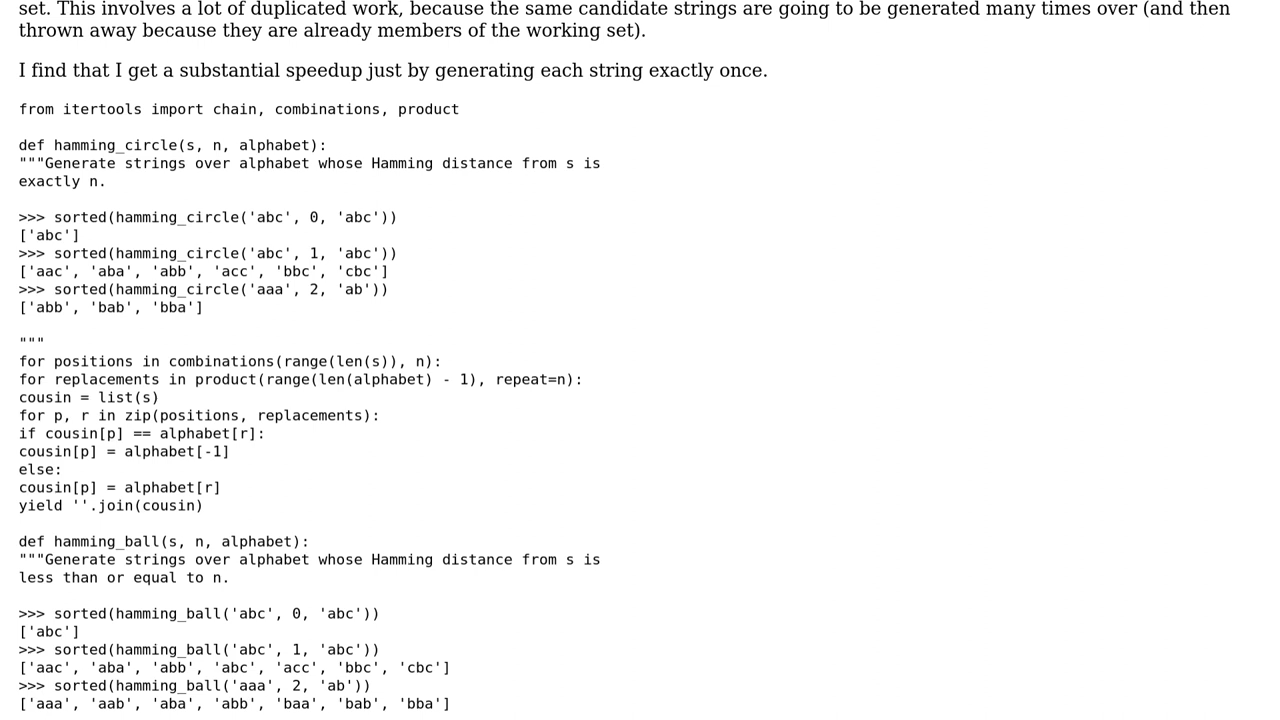 set. This involves a lot of duplicated work, because the same candidate strings are going to be generated many times over (and then
thrown away because they are already members of the working set).
I find that I get a substantial speedup just by generating each string exactly once.
from itertools import chain, combinations, product
def hamming_circle(s, n, alphabet):
"""Generate strings over alphabet whose Hamming distance from s is
exactly n.
>>> sorted(hamming_circle('abc', 0, 'abc'))
['abc']
>>> sorted(hamming_circle('abc', 1, 'abc'))
['aac', 'aba', 'abb', 'acc', 'bbc', 'cbc']
>>> sorted(hamming_circle('aaa', 2, 'ab'))
['abb', 'bab', 'bba']
"""
for positions in combinations(range(len(s)), n):
for replacements in product(range(len(alphabet) - 1), repeat=n):
cousin = list(s)
for p, r in zip(positions, replacements):
if cousin[p] == alphabet[r]:
cousin[p] = alphabet[-1]
else:
cousin[p] = alphabet[r]
yield ''.join(cousin)
def hamming_ball(s, n, alphabet):
"""Generate strings over alphabet whose Hamming distance from s is
less than or equal to n.
>>> sorted(hamming_ball('abc', 0, 'abc'))
['abc']
>>> sorted(hamming_ball('abc', 1, 'abc'))
['aac', 'aba', 'abb', 'abc', 'acc', 'bbc', 'cbc']
>>> sorted(hamming_ball('aaa', 2, 'ab'))
['aaa', 'aab', 'aba', 'abb', 'baa', 'bab', 'bba']